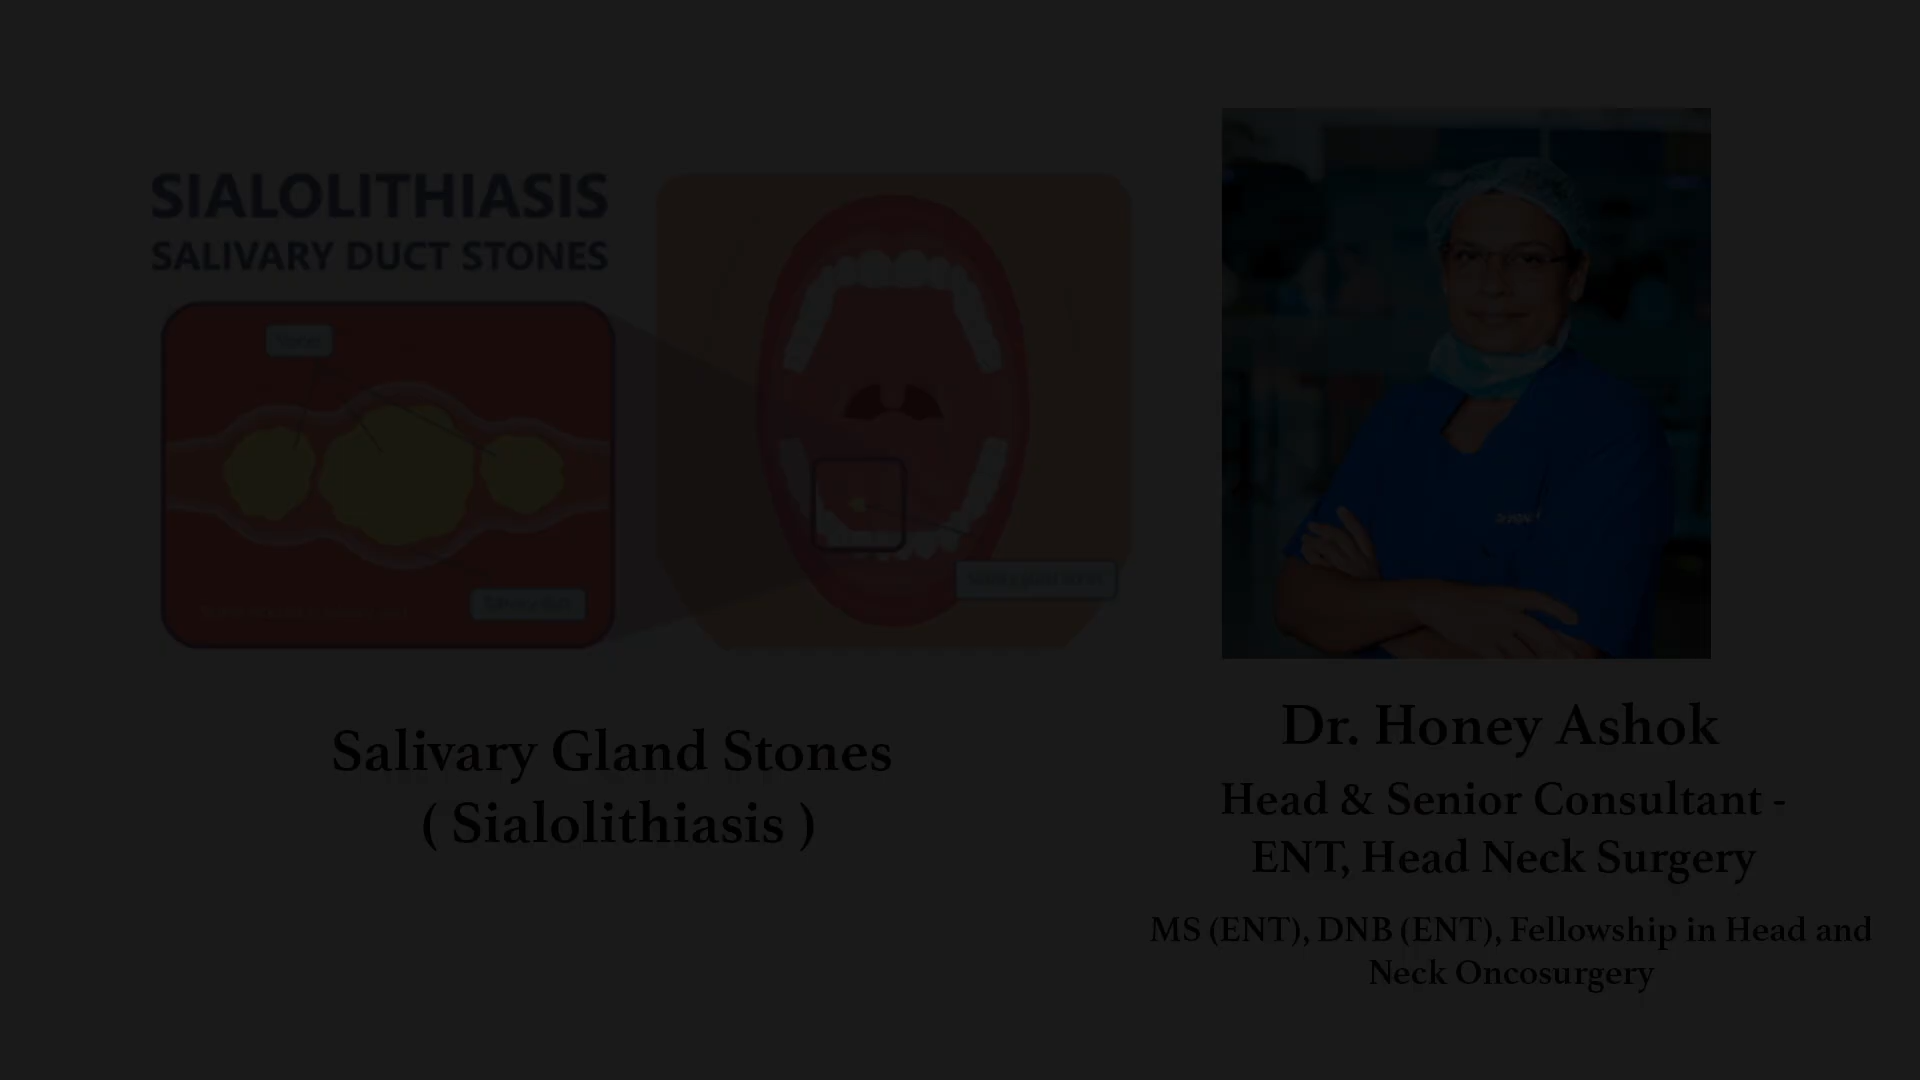 SIALOLITHIASIS
SALIVARY DUCT STONES
Salivary Gland Stones
( Sialolithiasis )
Dr. Honey Ashok
Head & Senior Consultant -
ENT, Head Neck Surgery
MS (ENT), DNB (ENT), Fellowship in Head and
Neck Oncosurgery